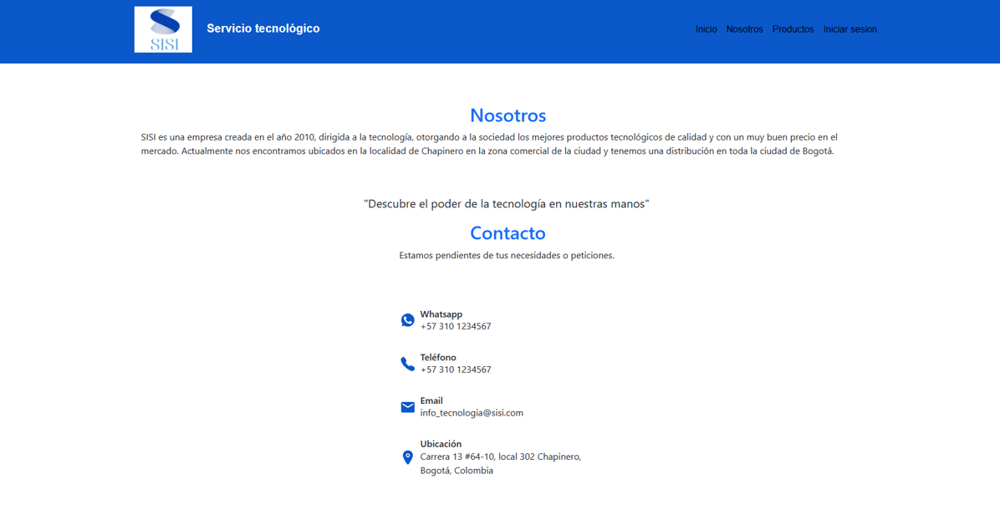 SISI
Servicio tecnológico
Inicio Nosotros Productos Iniciar sesion
Nosotros
SISI es una empresa creada en el año 2010, dirigida a la tecnología, otorgando a la sociedad los mejores productos tecnológicos de calidad y con un muy buen precio en el
mercado. Actualmente nos encontramos ubicados en la localidad de Chapinero en la zona comercial de la ciudad y tenemos una distribución en toda la ciudad de Bogotá.
"Descubre el poder de la tecnología en nuestras manos"
Contacto
Estamos pendientes de tus necesidades o peticiones.
Whatsapp
+57 310 1234567
Teléfono
+57 310 1234567
Email
info_tecnologia@sisi.com
Ubicación
Carrera 13 #64-10, local 302 Chapinero,
Bogotá, Colombia